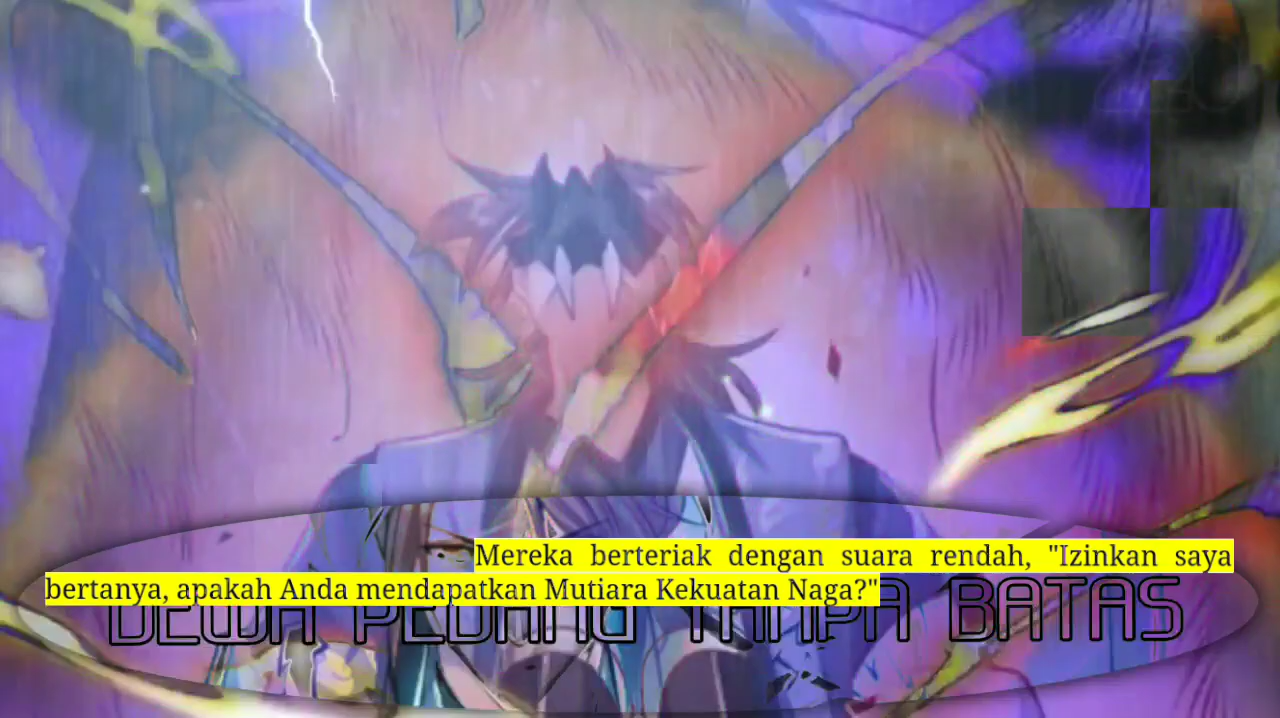 Mereka berteriak dengan suara rendah, "Izinkan saya
bertanya, apakah Anda mendapatkan Mutiara Kekuatan Naga?"
DEWA PEDANG TANPA BATAS